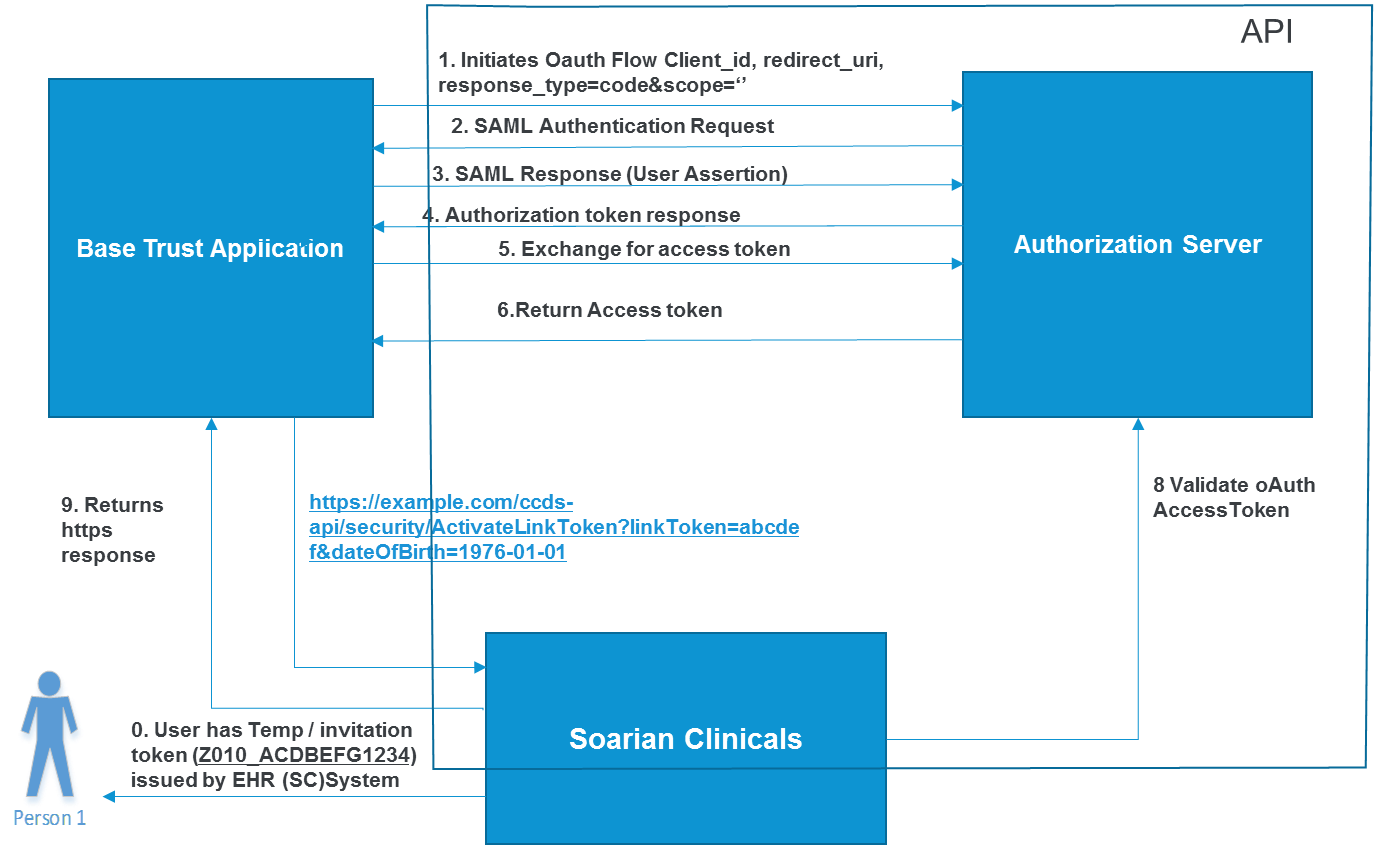 API
1. Initiates Oauth Flow Client_id, redirect_uri,
response_type=code&scope=‘’
2. SAML Authentication Request
3. SAML Response (User Assertion)
4. Authorization token response
Base Trust Application
5. Exchange for access token
Authorization Server
6.Return Access token
9. Returns
https
response
https://example.com/ccds-
api/security/ActivateLinkToken?linkToken=abcde
f&dateOfBirth=1976-01-01
8 Validate oAuth
AccessToken
0. User has Temp / invitation
token (Z010_ACDBEFG1234)
issued by EHR (SC)System
Soarian Clinicals
Person 1